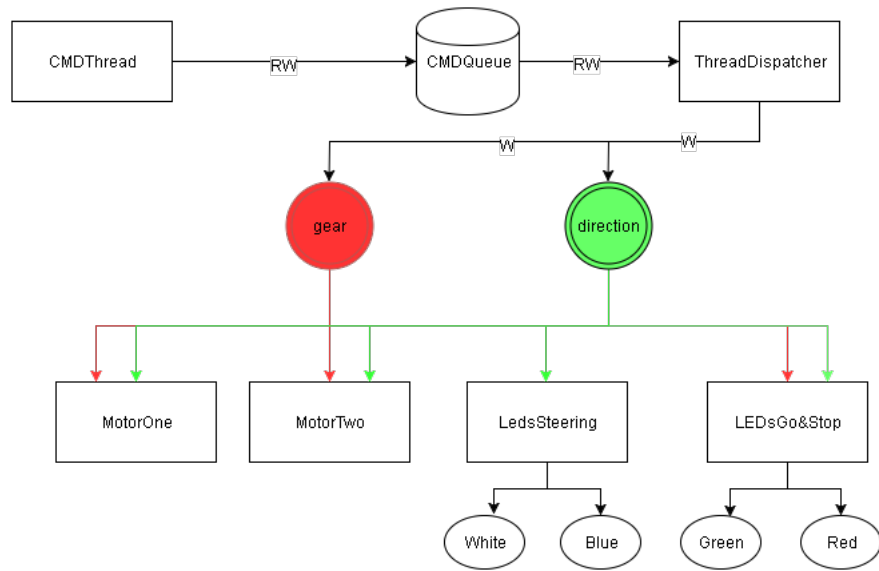 CMDThread
RW
CMDQueue
RW
ThreadDispatcher
W
W
gear
direction
MotorOne
MotorTwo
LedsSteering
LEDsGo&Stop
White
Blue
Green
Red